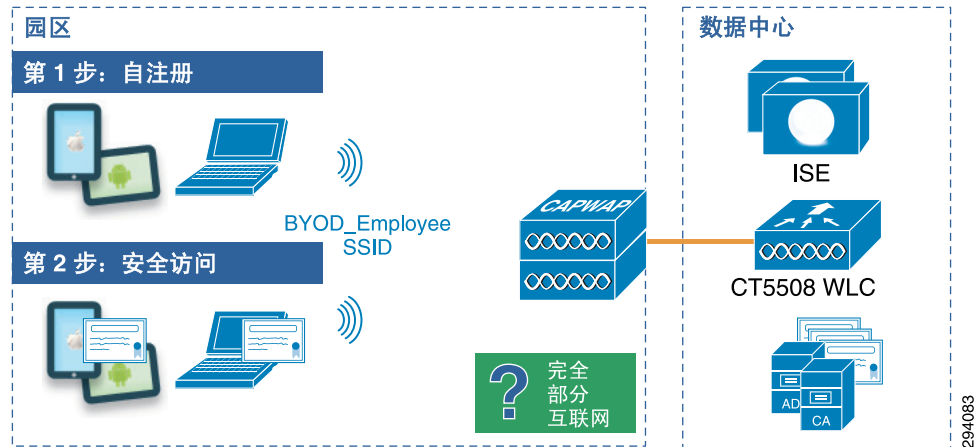 园区
第 1 步：自注册
BYOD_Employee
SSID
第 2 步：安全访问
CAPWAP
?
完全
部分
互联网
数据中心
ISE
CT5508 WLC
AD
CA
294083